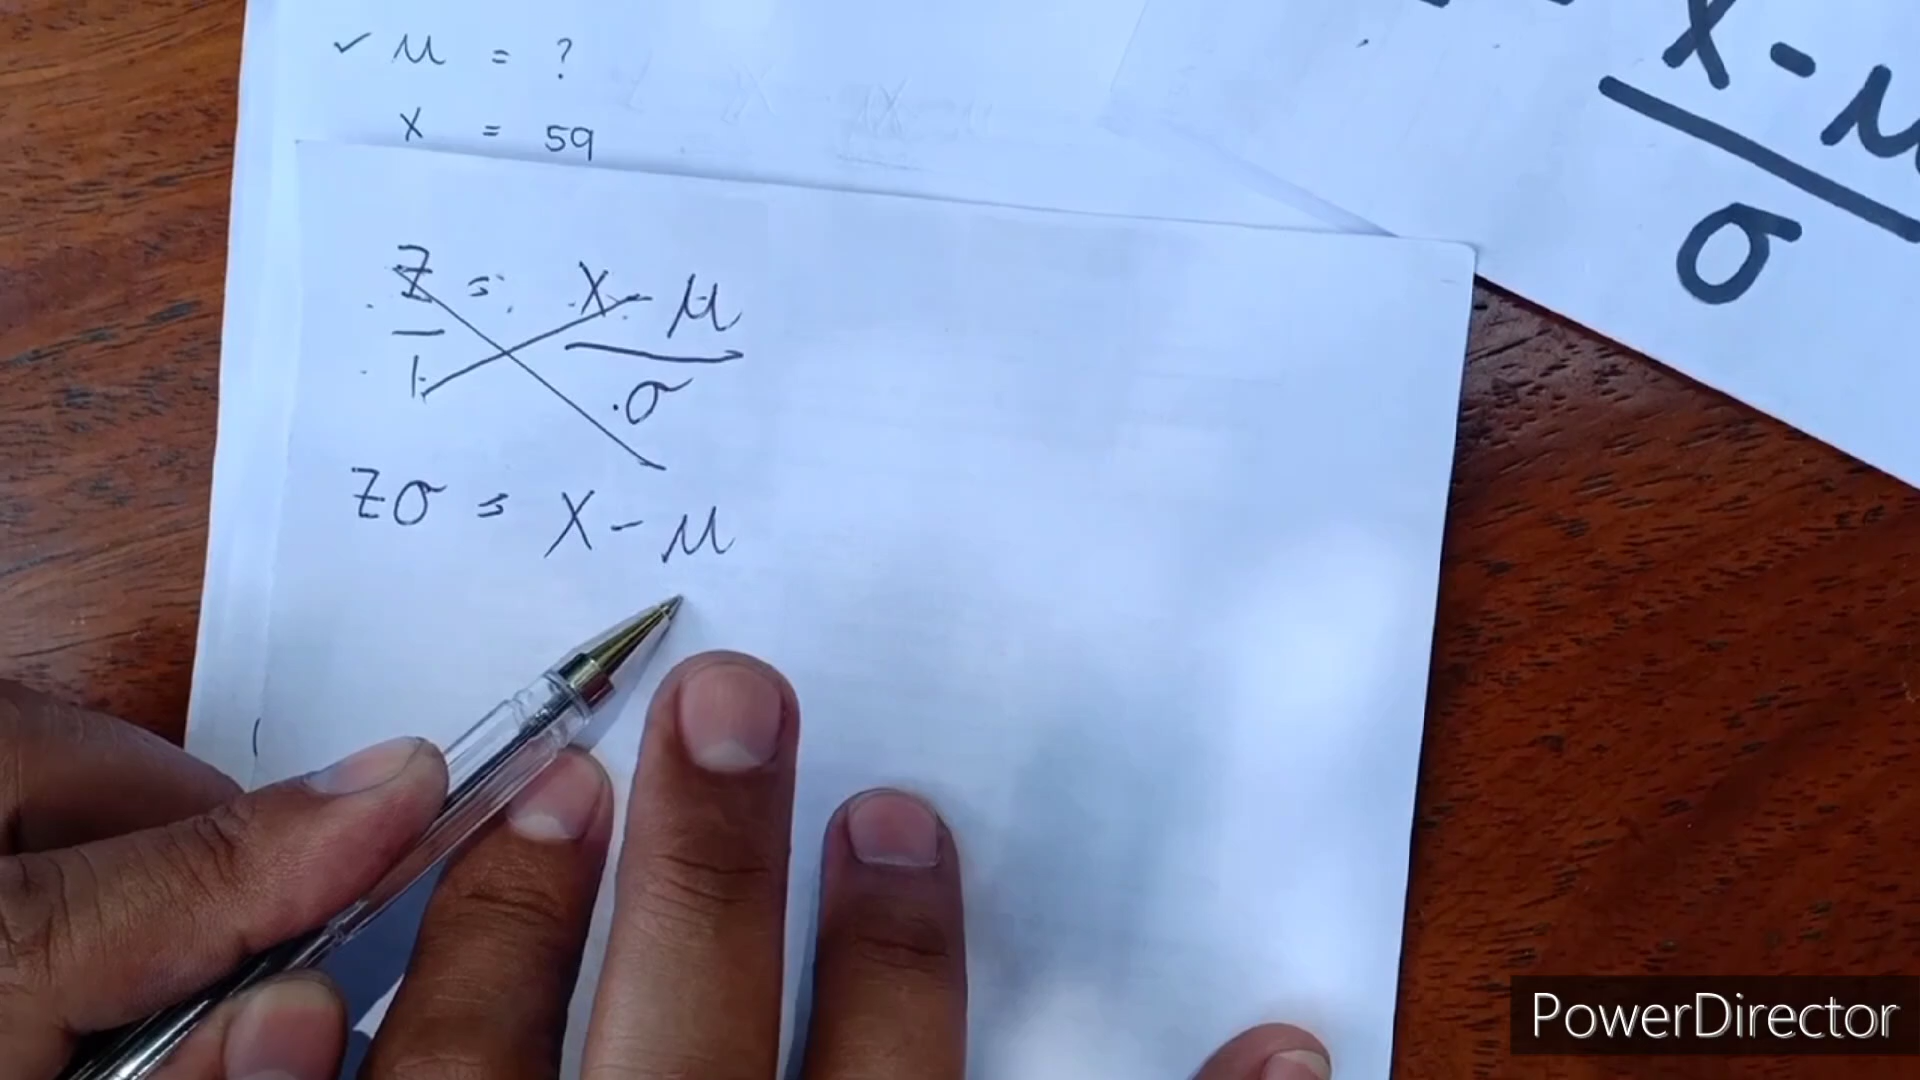 ✓ μ = ?
x = 59
Z/1 = X - μ/σ
Zσ = X - μ
X - μ
σ
PowerDirector